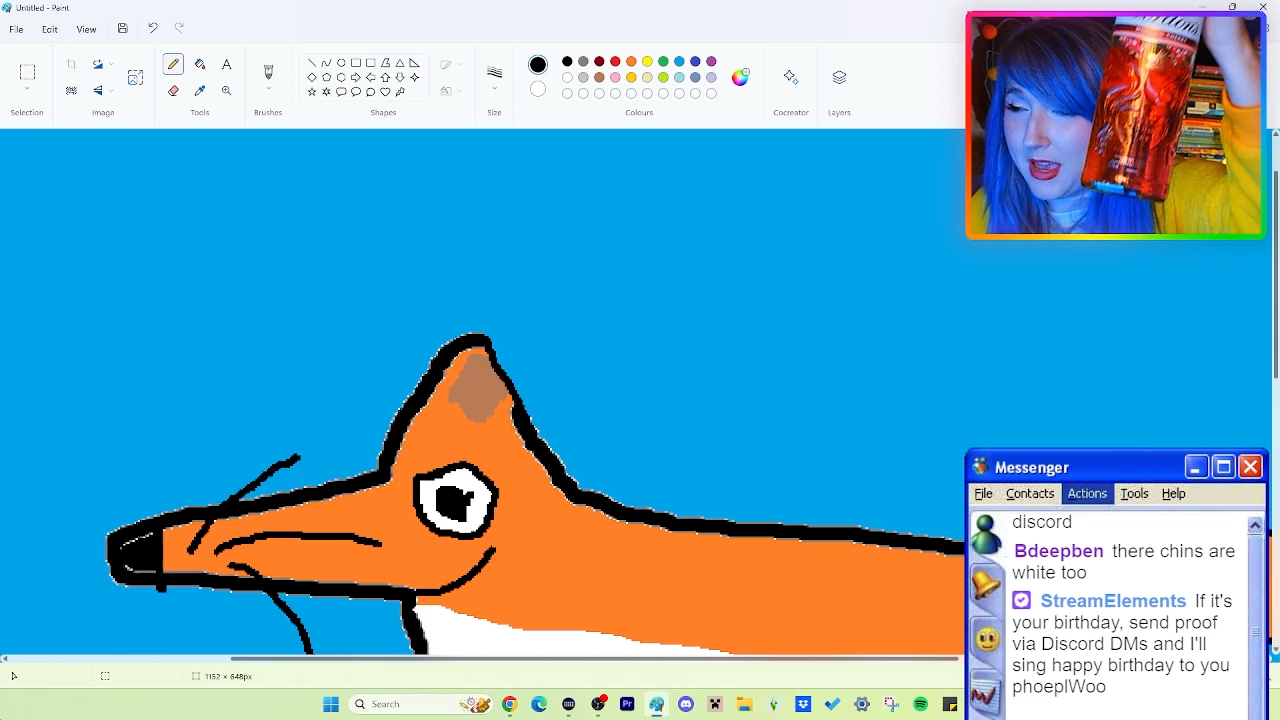 Untitled - Paint
File Edit View
Selection Image Tools Brushes Shapes Size Colours Cocreator Layers
1152 × 648px
Search
Messenger
File Contacts Actions Tools Help
discord
Bdeepben there chins are
white too
StreamElements If it's
your birthday, send proof
via Discord DMs and I'll
sing happy birthday to you
phoeplWoo